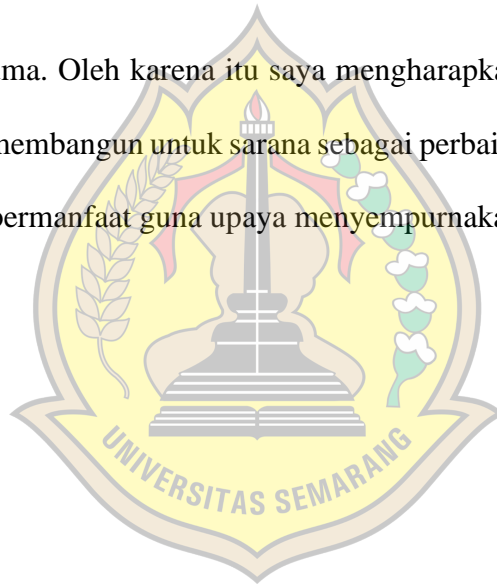 ma. Oleh karena itu saya mengharapka
membangun untuk sarana sebagai perbai
bermanfaat guna upaya menyempurnaka
UNIVERSITAS SEMARANG